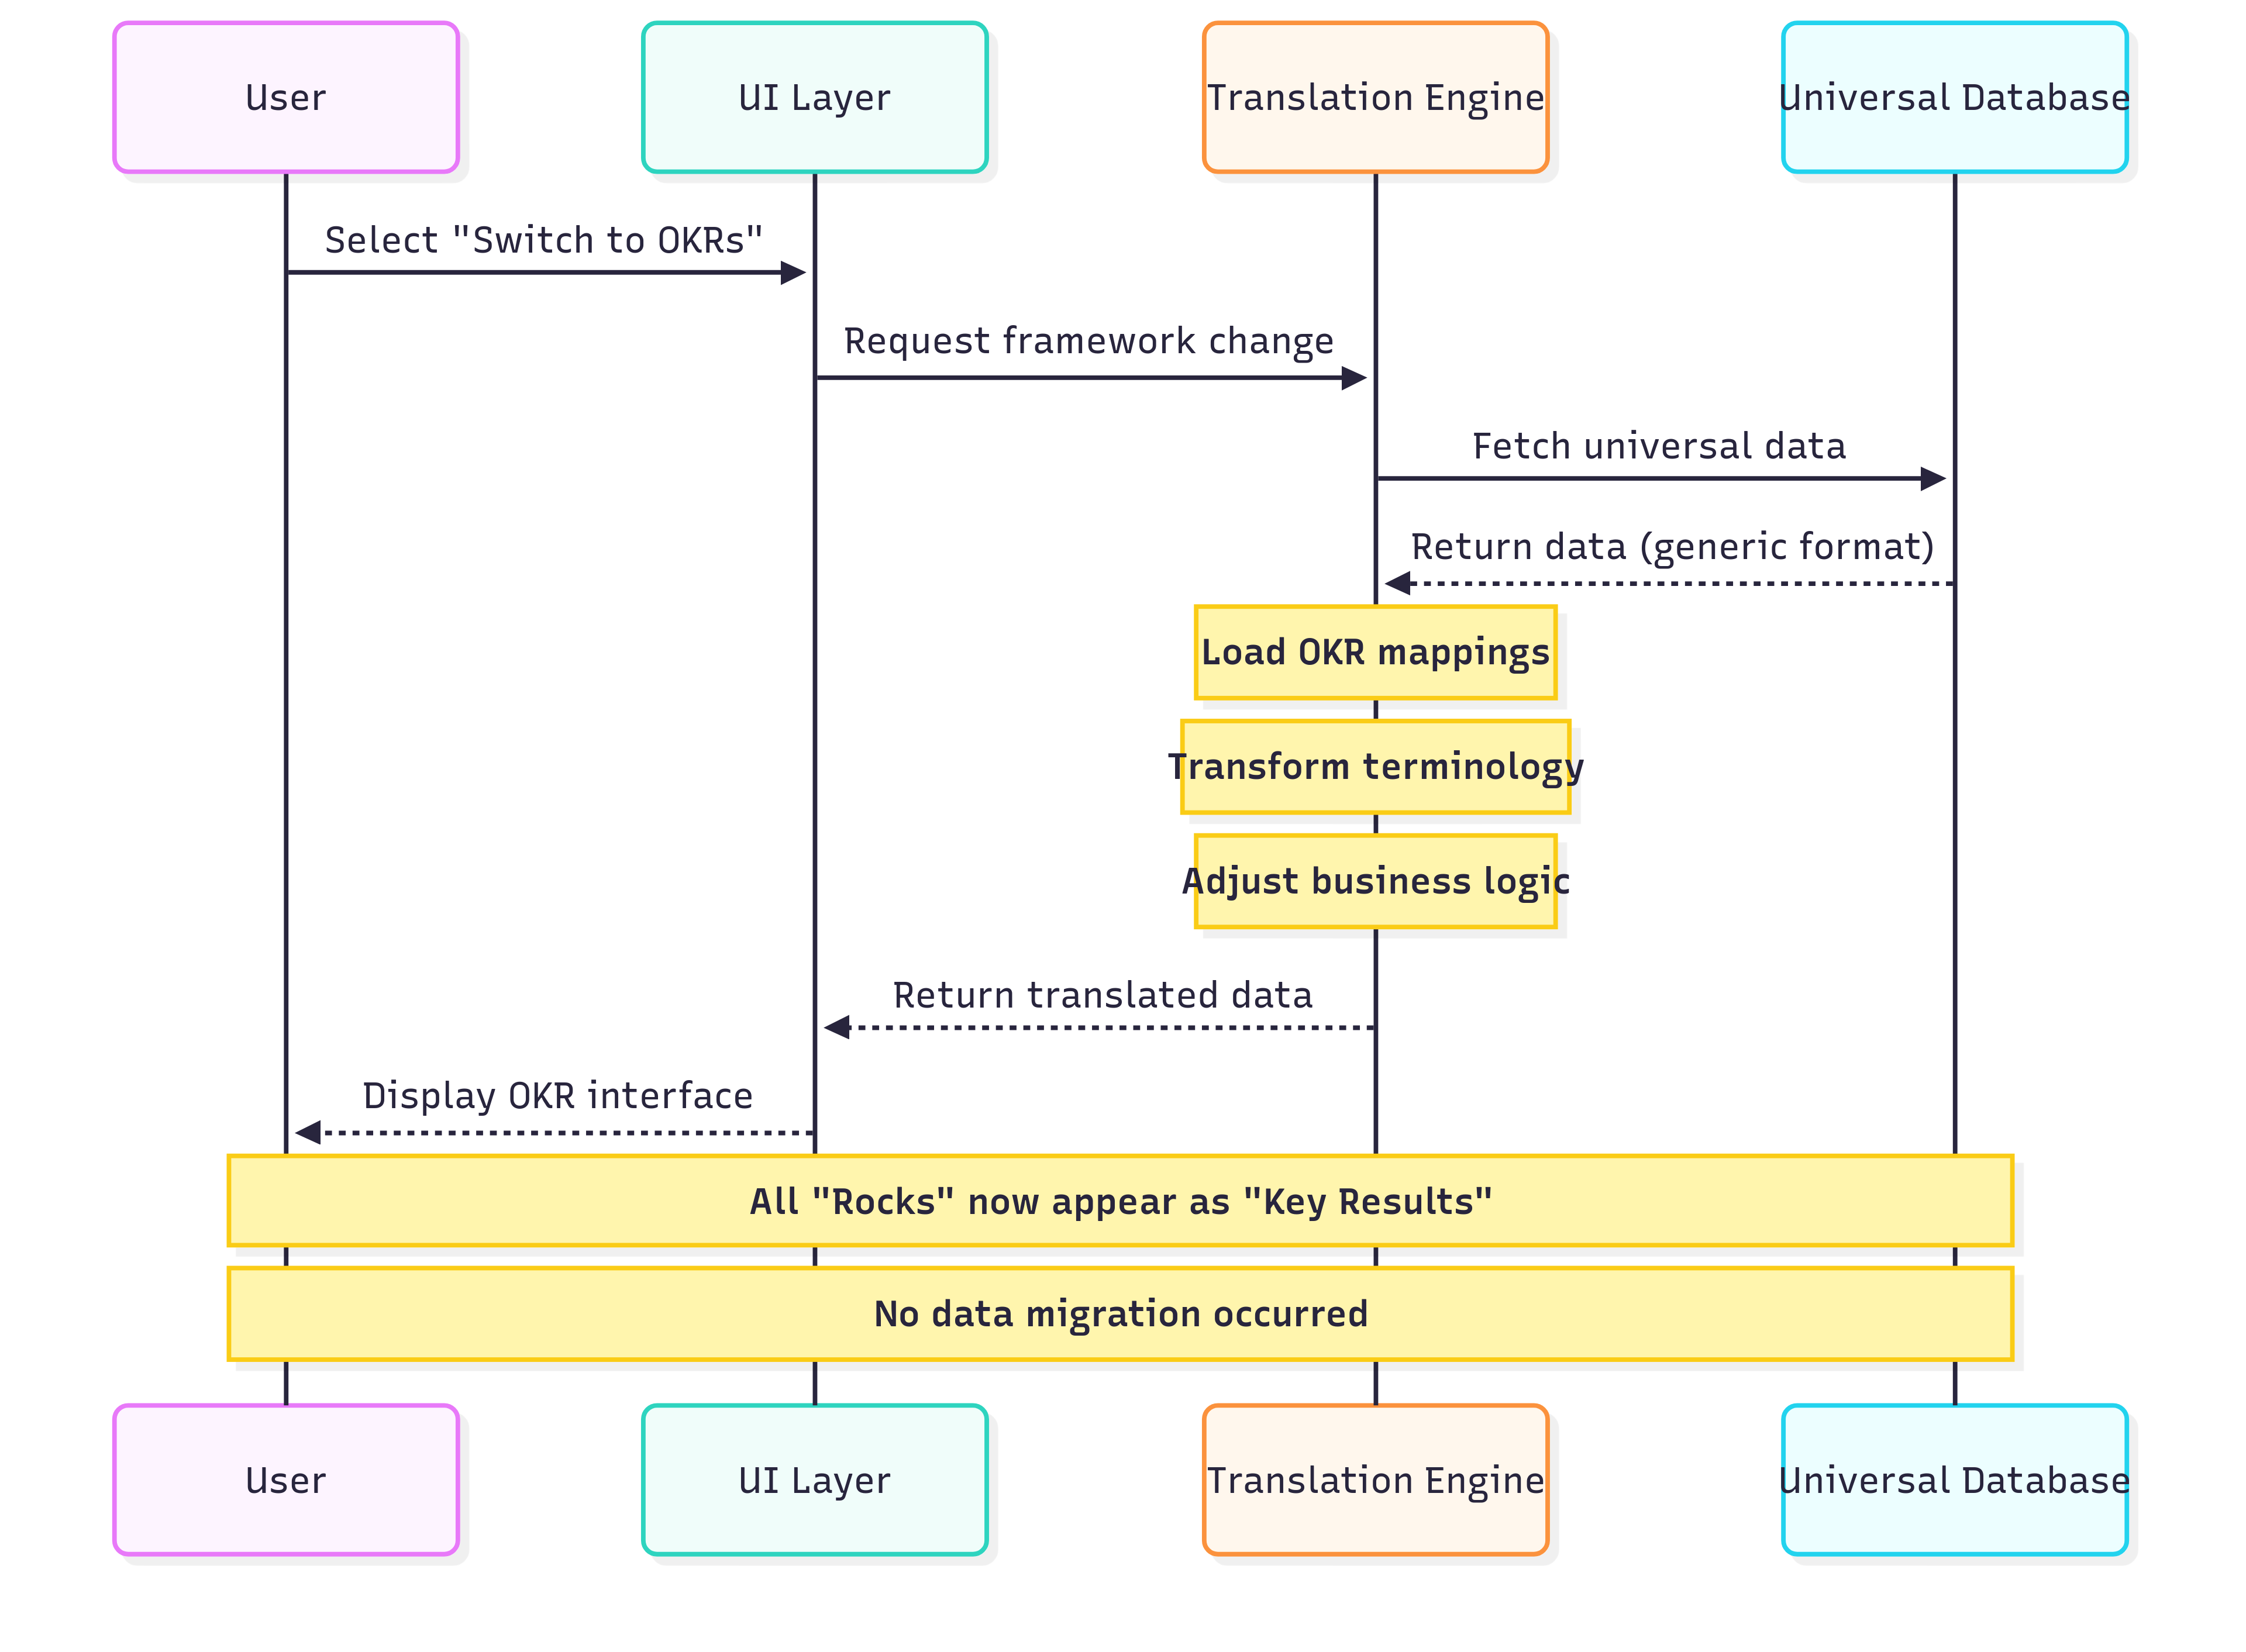 User
UI Layer
Translation Engine
Universal Database
Select "Switch to OKRs"
Request framework change
Fetch universal data
Return data (generic format)
Load OKR mappings
Transform terminology
Adjust business logic
Return translated data
Display OKR interface
All "Rocks" now appear as "Key Results"
No data migration occurred
User
UI Layer
Translation Engine
Universal Database